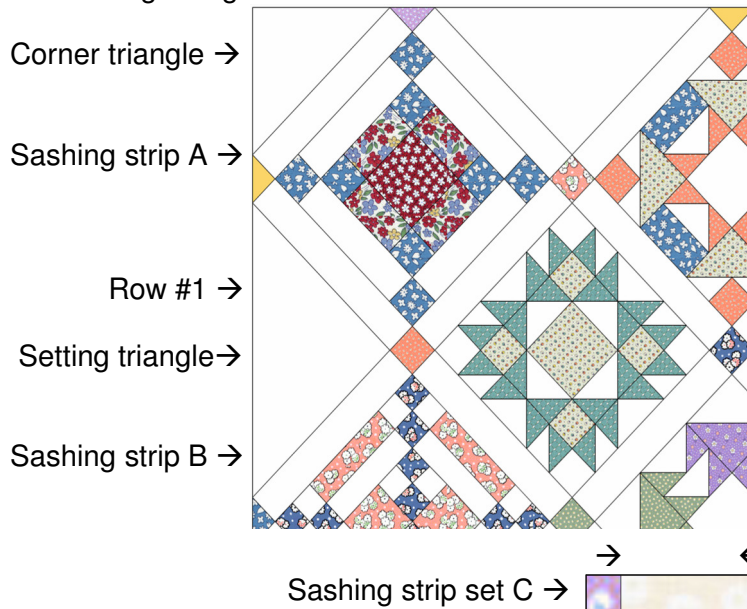 Corner triangle →
Sashing strip A →
Row #1 →
Setting triangle→
Sashing strip B →
→
Sashing strip set C →